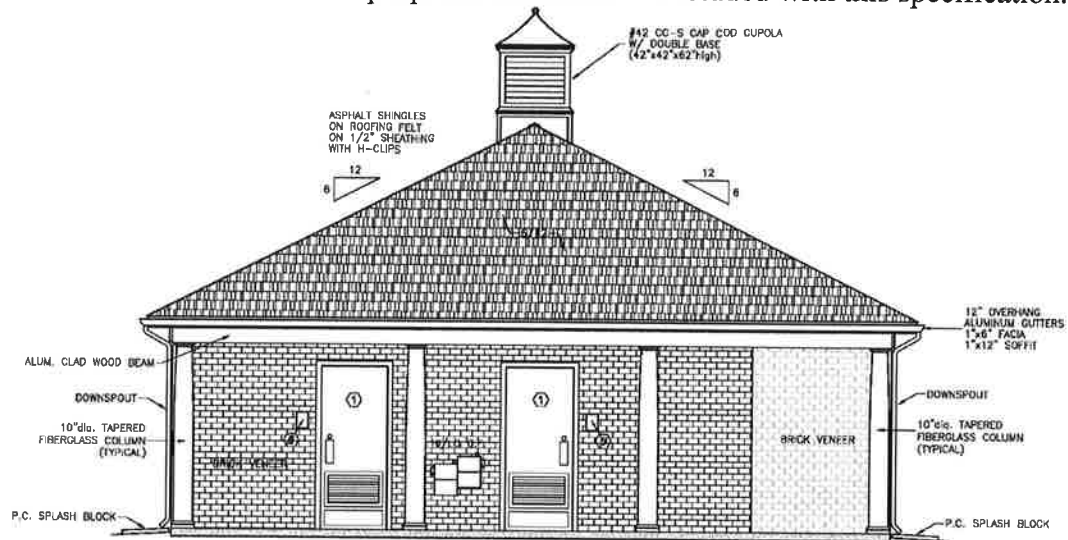 with this specification.
#42 CC-S CAP COD CUPOLA
W/ DOUBLE BASE
(42"x42"x62"high)
ASPHALT SHINGLES
ON ROOFING FELT
ON 1/2" SHEATHING
WITH H-CLIPS
12
6
12
6
12" OVERHANG
ALUMINUM GUTTERS
1"x6" FACIA
1"x12" SOFFIT
ALUM. CLAD WOOD BEAM
DOWNSPOUT
10"dia. TAPERED
FIBERGLASS COLUMN
(TYPICAL)
1
1
BRICK VENEER
BRICK VENEER
DOWNSPOUT
10"dia. TAPERED
FIBERGLASS COLUMN
(TYPICAL)
P.C. SPLASH BLOCK
P.C. SPLASH BLOCK